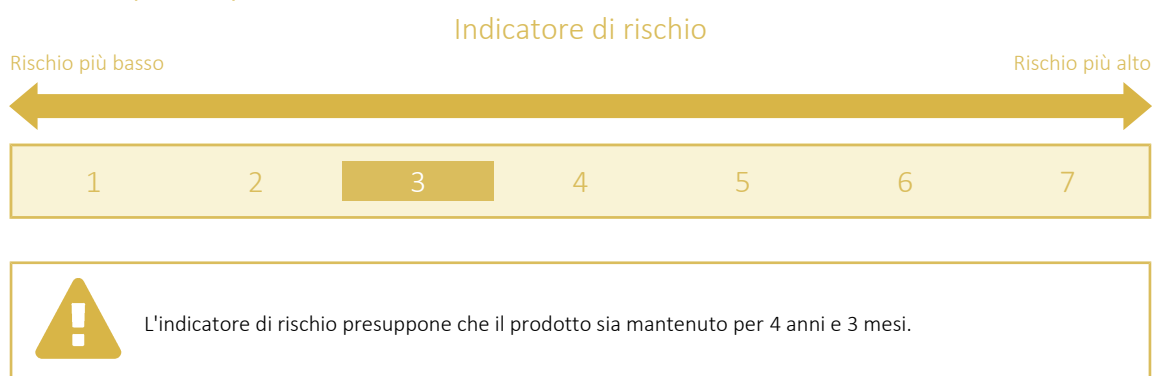 Indicatore di rischio
Rischio più basso Rischio più alto
1 2 3 4 5 6 7
L'indicatore di rischio presuppone che il prodotto sia mantenuto per 4 anni e 3 mesi.